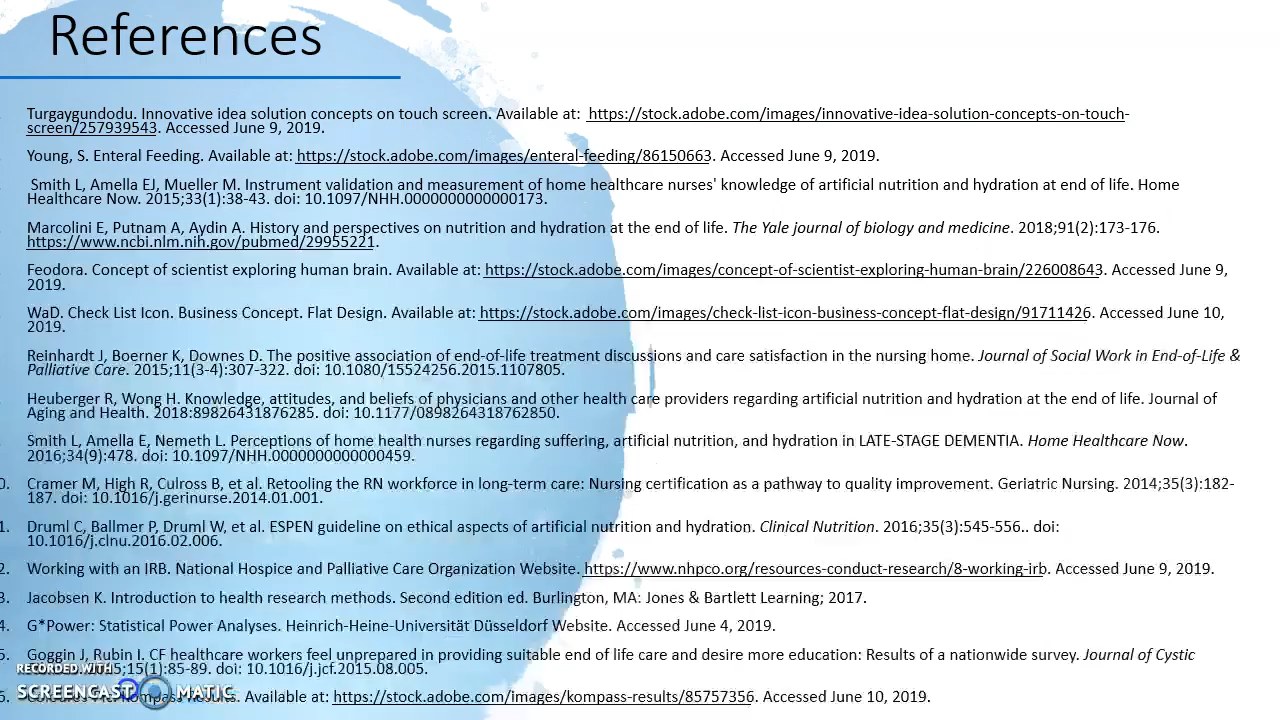 References
Turgaygundodu. Innovative idea solution concepts on touch screen. Available at: https://stock.adobe.com/images/innovative-idea-solution-concepts-on-touch-
screen/257939543. Accessed June 9, 2019.
Young, S. Enteral Feeding. Available at: https://stock.adobe.com/images/enteral-feeding/86150663. Accessed June 9, 2019.
Smith L, Amella EJ, Mueller M. Instrument validation and measurement of home healthcare nurses' knowledge of artificial nutrition and hydration at end of life. Home
Healthcare Now. 2015;33(1):38-43. doi: 10.1097/NHH.0000000000000173.
Marcolini E, Putnam A, Aydin A. History and perspectives on nutrition and hydration at the end of life. The Yale journal of biology and medicine. 2018;91(2):173-176.
https://www.ncbi.nlm.nih.gov/pubmed/29955221.
Feodora. Concept of scientist exploring human brain. Available at: https://stock.adobe.com/images/concept-of-scientist-exploring-human-brain/226008643. Accessed June 9,
2019.
WaD. Check List Icon. Business Concept. Flat Design. Available at: https://stock.adobe.com/images/check-list-icon-business-concept-flat-design/91711426. Accessed June 10,
2019.
Reinhardt J, Boerner K, Downes D. The positive association of end-of-life treatment discussions and care satisfaction in the nursing home. Journal of Social Work in End-of-Life &
Palliative Care. 2015;11(3-4):307-322. doi: 10.1080/15524256.2015.1107805.
Heuberger R, Wong H. Knowledge, attitudes, and beliefs of physicians and other health care providers regarding artificial nutrition and hydration at the end of life. Journal of
Aging and Health. 2018:89826431876285. doi: 10.1177/0898264318762850.
Smith L, Amella E, Nemeth L. Perceptions of home health nurses regarding suffering, artificial nutrition, and hydration in LATE-STAGE DEMENTIA. Home Healthcare Now.
2016;34(9):478. doi: 10.1097/NHH.0000000000000459.
0. Cramer M, High R, Culross B, et al. Retooling the RN workforce in long-term care: Nursing certification as a pathway to quality improvement. Geriatric Nursing. 2014;35(3):182-
187. doi: 10.1016/j.gerinurse.2014.01.001.
1. Druml C, Ballmer P, Druml W, et al. ESPEN guideline on ethical aspects of artificial nutrition and hydration. Clinical Nutrition. 2016;35(3):545-556.. doi:
10.1016/j.clnu.2016.02.006.
2. Working with an IRB. National Hospice and Palliative Care Organization Website. https://www.nhpco.org/resources-conduct-research/8-working-irb. Accessed June 9, 2019.
3. Jacobsen K. Introduction to health research methods. Second edition ed. Burlington, MA: Jones & Bartlett Learning; 2017.
4. G*Power: Statistical Power Analyses. Heinrich-Heine-Universität Düsseldorf Website. Accessed June 4, 2019.
5. Goggin J, Rubin I. CF healthcare workers feel unprepared in providing suitable end of life care and desire more education: Results of a nationwide survey. Journal of Cystic
5;15(1):85-89. doi: 10.1016/j.jcf.2015.08.005.
RECORDED WITH
6. Results. Available at: https://stock.adobe.com/images/kompass-results/85757356. Accessed June 10, 2019.
SCREENCAST MATIC